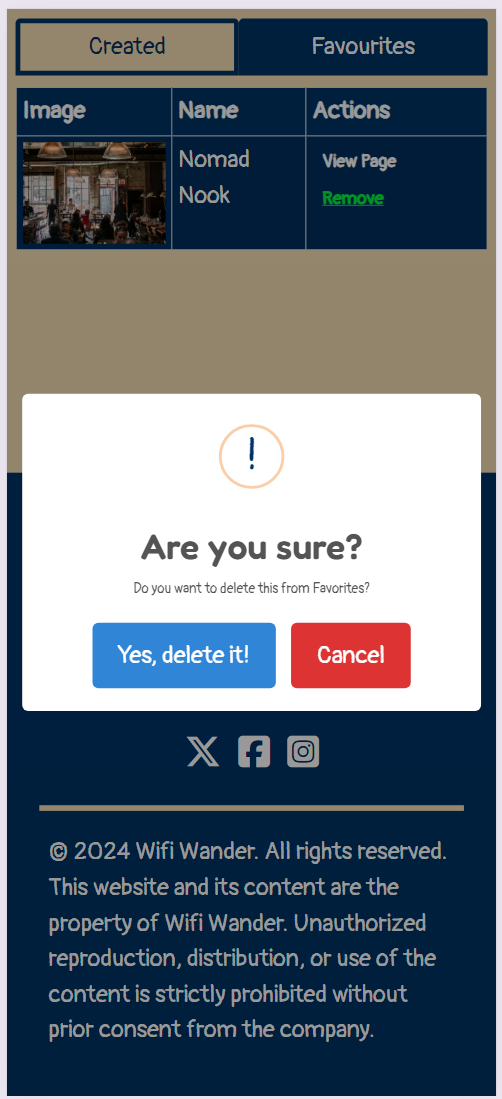 Created Favourites
Image Name Actions
Nomad View Page
Nook Remove
!
Are you sure?
Do you want to delete this from Favorites?
Yes, delete it! Cancel
© 2024 Wifi Wander. All rights reserved.
This website and its content are the
property of Wifi Wander. Unauthorized
reproduction, distribution, or use of the
content is strictly prohibited without
prior consent from the company.